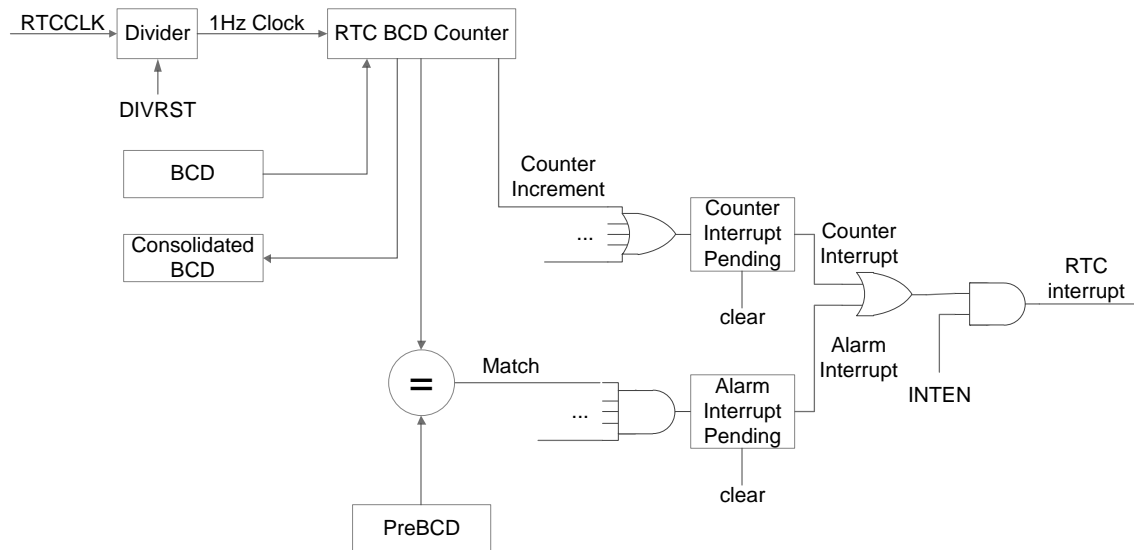 RTCCLK
Divider
1Hz Clock
RTC BCD Counter
DIVRST
BCD
Consolidated
BCD
Counter
Increment
...
Counter
Interrupt
Pending
clear
Counter
Interrupt
RTC
interrupt
=
Match
...
Alarm
Interrupt
Pending
clear
Alarm
Interrupt
INTEN
PreBCD